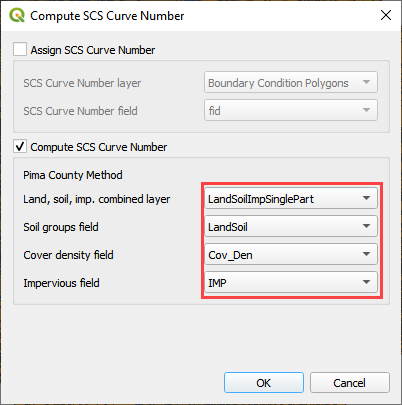 Compute SCS Curve Number
Assign SCS Curve Number
SCS Curve Number layer Boundary Condition Polygons
SCS Curve Number field fid
Compute SCS Curve Number
Pima County Method
Land, soil, imp. combined layer LandSoilImpSinglePart
Soil groups field LandSoil
Cover density field Cov_Den
Impervious field IMP
OK Cancel